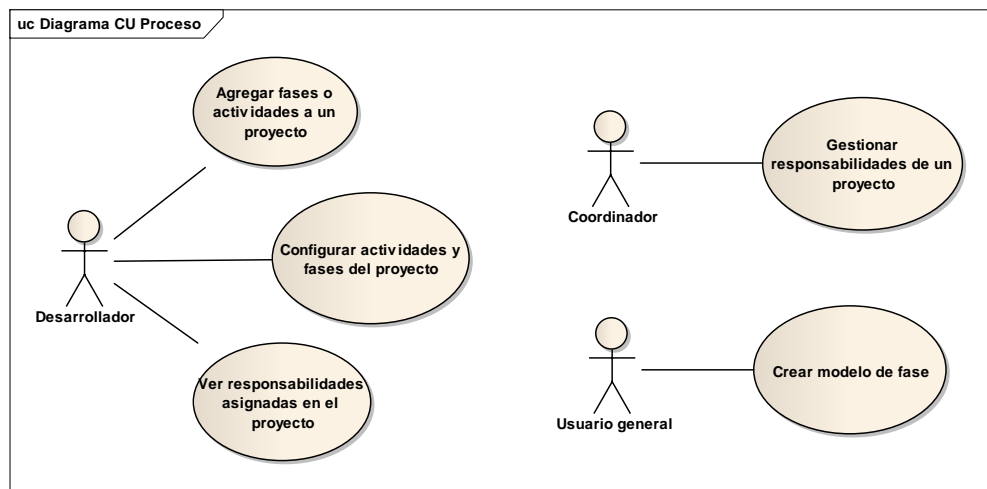 uc Diagrama CU Proceso
Agregar fases o
actividades a un
proyecto
Configurar actividades y
fases del proyecto
Desarrollador
Ver responsabilidades
asignadas en el
proyecto
Gestionar
responsabilidades de un
proyecto
Coordinador
Crear modelo de fase
Usuario general